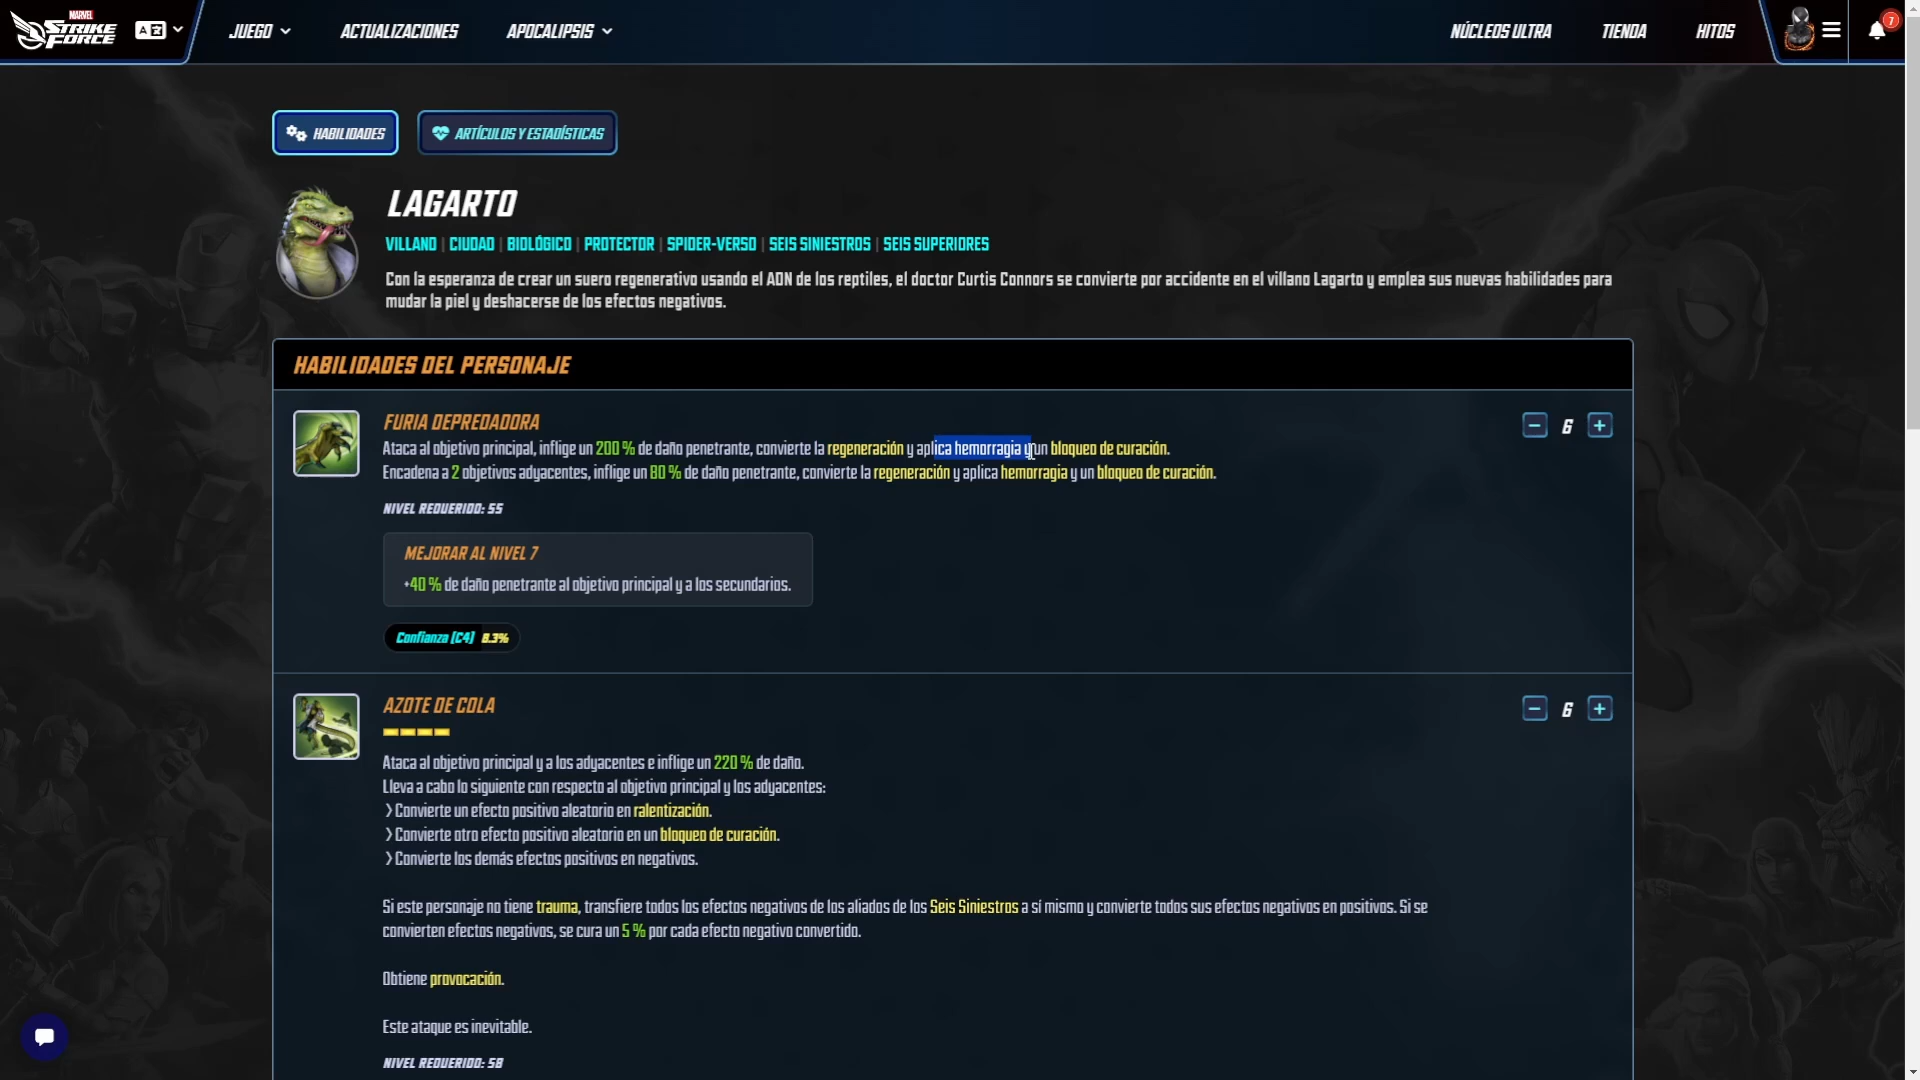 MARVEL
STRIKE
FORCE
JUEGO
ACTUALIZACIONES
APOCALIPSIS
NÚCLEOS ULTRA
TIENDA
HITOS
7
HABILIDADES
ARTÍCULOS Y ESTADÍSTICAS
LAGARTO
VILLANO | CIUDAD | BIOLÓGICO | PROTECTOR | SPIDER-VERSO | SEIS SINIESTROS | SEIS SUPERIORES
Con la esperanza de crear un suero regenerativo usando el ADN de los reptiles, el doctor Curtis Connors se convierte por accidente en el villano Lagarto y emplea sus nuevas habilidades para
mudar la piel y deshacerse de los efectos negativos.
HABILIDADES DEL PERSONAJE
FURIA DEPREDADORA
6
Ataca al objetivo principal, inflige un 200 % de daño penetrante, convierte la regeneración y aplica hemorragia y un bloqueo de curación.
Encadena a 2 objetivos adyacentes, inflige un 80 % de daño penetrante, convierte la regeneración y aplica hemorragia y un bloqueo de curación.
NIVEL REQUERIDO: 55
MEJORAR AL NIVEL 7
+40 % de daño penetrante al objetivo principal y a los secundarios.
Confianza [C4] 8.3%
AZOTE DE COLA
6
Ataca al objetivo principal y a los adyacentes e inflige un 220 % de daño.
Lleva a cabo lo siguiente con respecto al objetivo principal y los adyacentes:
❯Convierte un efecto positivo aleatorio en ralentización.
❯Convierte otro efecto positivo aleatorio en un bloqueo de curación.
❯Convierte los demás efectos positivos en negativos.
Si este personaje no tiene trauma, transfiere todos los efectos negativos de los aliados de los Seis Siniestros a sí mismo y convierte todos sus efectos negativos en positivos. Si se
convierten efectos negativos, se cura un 5 % por cada efecto negativo convertido.
Obtiene provocación.
Este ataque es inevitable.
NIVEL REQUERIDO: 58